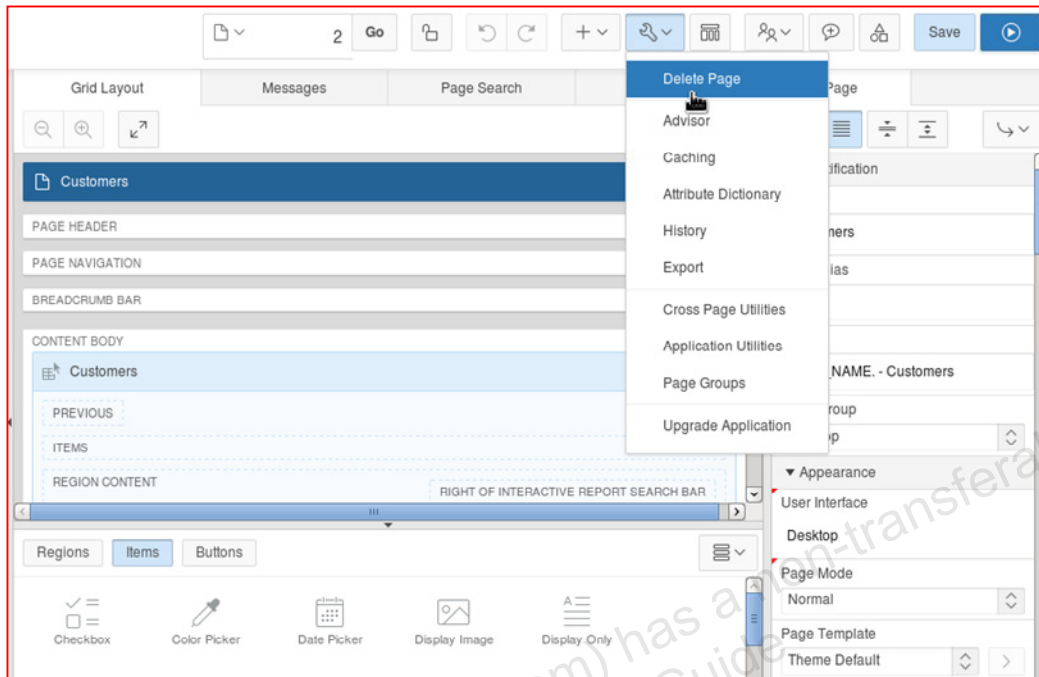 2 Go Save
Grid Layout Messages Page Search Page
Delete Page
Advisor
Caching
Attribute Dictionary
History
Export
Cross Page Utilities
Application Utilities
Page Groups
Upgrade Application
Customers
PAGE HEADER
PAGE NAVIGATION
BREADCRUMB BAR
CONTENT BODY
Customers
PREVIOUS
ITEMS
REGION CONTENT
RIGHT OF INTERACTIVE REPORT SEARCH BAR
tification
ners
ias
_NAME. - Customers
roup
op
Appearance
User Interface
Desktop
Page Mode
Normal
Page Template
Theme Default
Regions Items Buttons
Checkbox Color Picker Date Picker Display Image Display Only
m) has a non-transferab
Guide